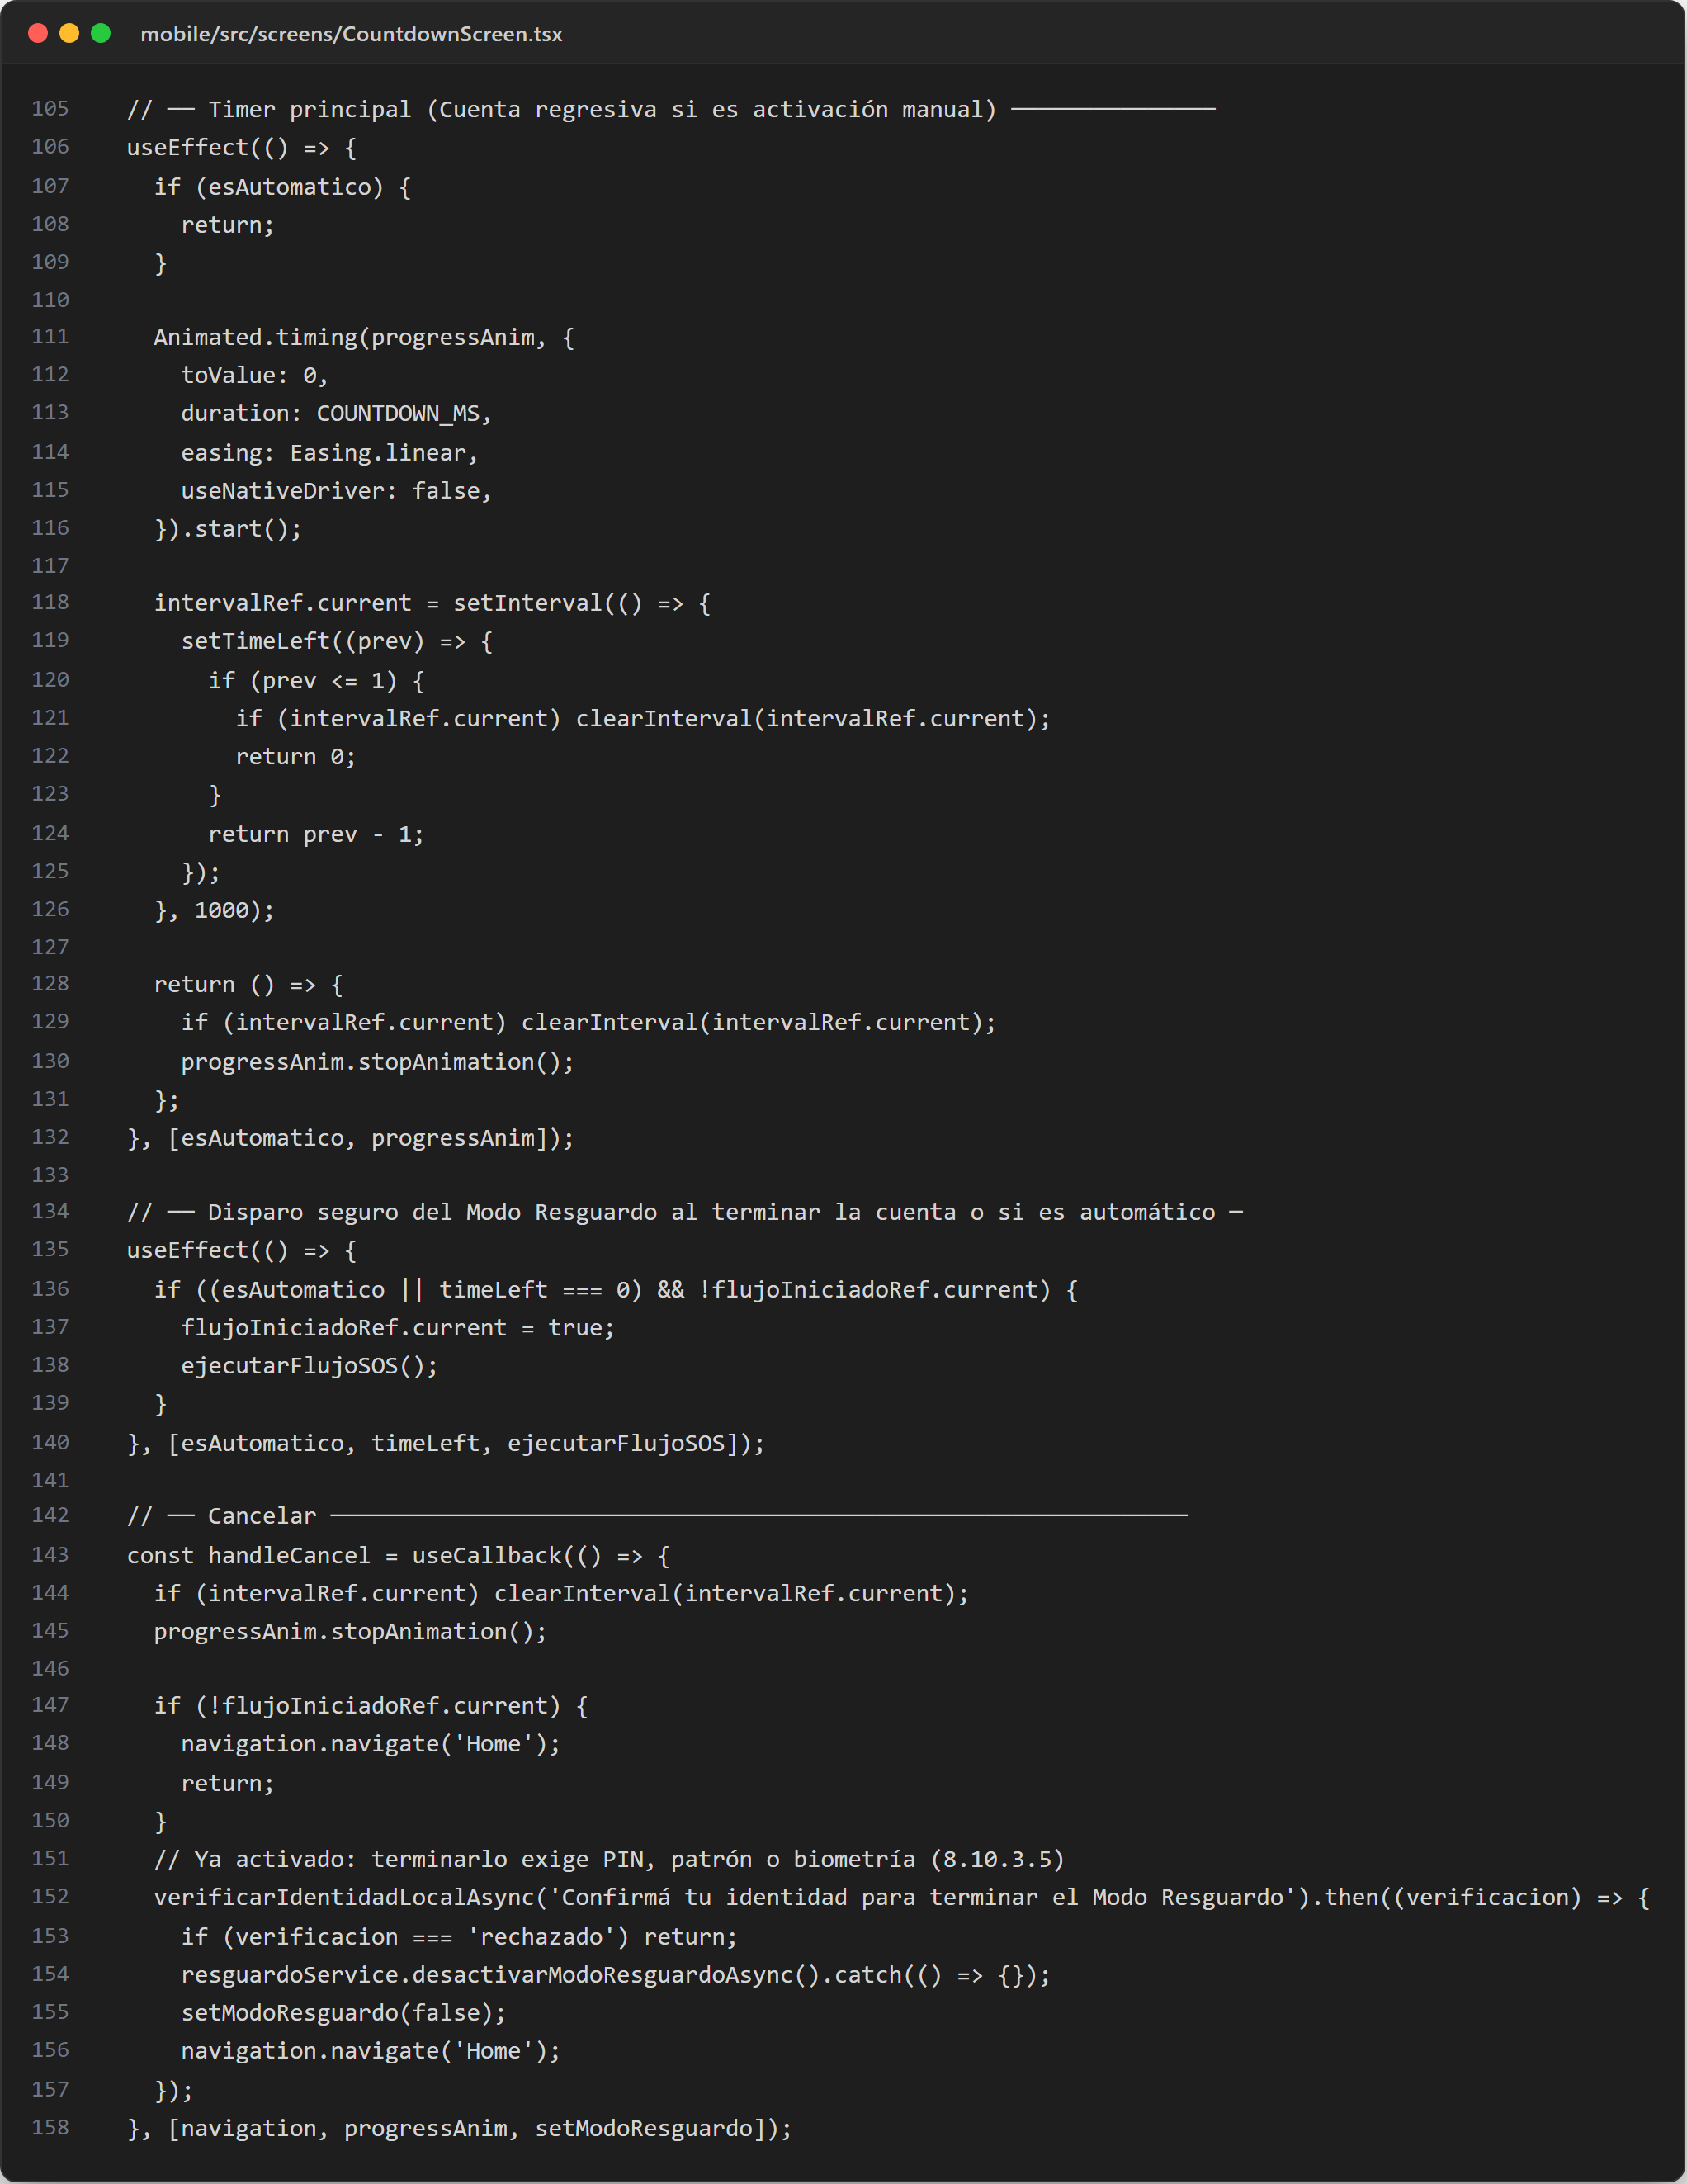 mobile/src/screens/CountdownScreen.tsx
105 // ── Timer principal (Cuenta regresiva si es activación manual) ───────────────
106 useEffect(() => {
107   if (esAutomatico) {
108     return;
109   }
110
111   Animated.timing(progressAnim, {
112     toValue: 0,
113     duration: COUNTDOWN_MS,
114     easing: Easing.linear,
115     useNativeDriver: false,
116   }).start();
117
118   intervalRef.current = setInterval(() => {
119     setTimeLeft((prev) => {
120       if (prev <= 1) {
121         if (intervalRef.current) clearInterval(intervalRef.current);
122         return 0;
123       }
124       return prev - 1;
125     });
126   }, 1000);
127
128   return () => {
129     if (intervalRef.current) clearInterval(intervalRef.current);
130     progressAnim.stopAnimation();
131   };
132 }, [esAutomatico, progressAnim]);
133
134 // ── Disparo seguro del Modo Resguardo al terminar la cuenta o si es automático ─
135 useEffect(() => {
136   if ((esAutomatico || timeLeft === 0) && !flujoIniciadoRef.current) {
137     flujoIniciadoRef.current = true;
138     ejecutarFlujoSOS();
139   }
140 }, [esAutomatico, timeLeft, ejecutarFlujoSOS]);
141
142 // ── Cancelar ───────────────────────────────────────────────────────────────
143 const handleCancel = useCallback(() => {
144   if (intervalRef.current) clearInterval(intervalRef.current);
145   progressAnim.stopAnimation();
146
147   if (!flujoIniciadoRef.current) {
148     navigation.navigate('Home');
149     return;
150   }
151   // Ya activado: terminarlo exige PIN, patrón o biometría (8.10.3.5)
152   verificarIdentidadLocalAsync('Confirmá tu identidad para terminar el Modo Resguardo').then((verificacion) => {
153     if (verificacion === 'rechazado') return;
154     resguardoService.desactivarModoResguardoAsync().catch(() => {});
155     setModoResguardo(false);
156     navigation.navigate('Home');
157   });
158 }, [navigation, progressAnim, setModoResguardo]);